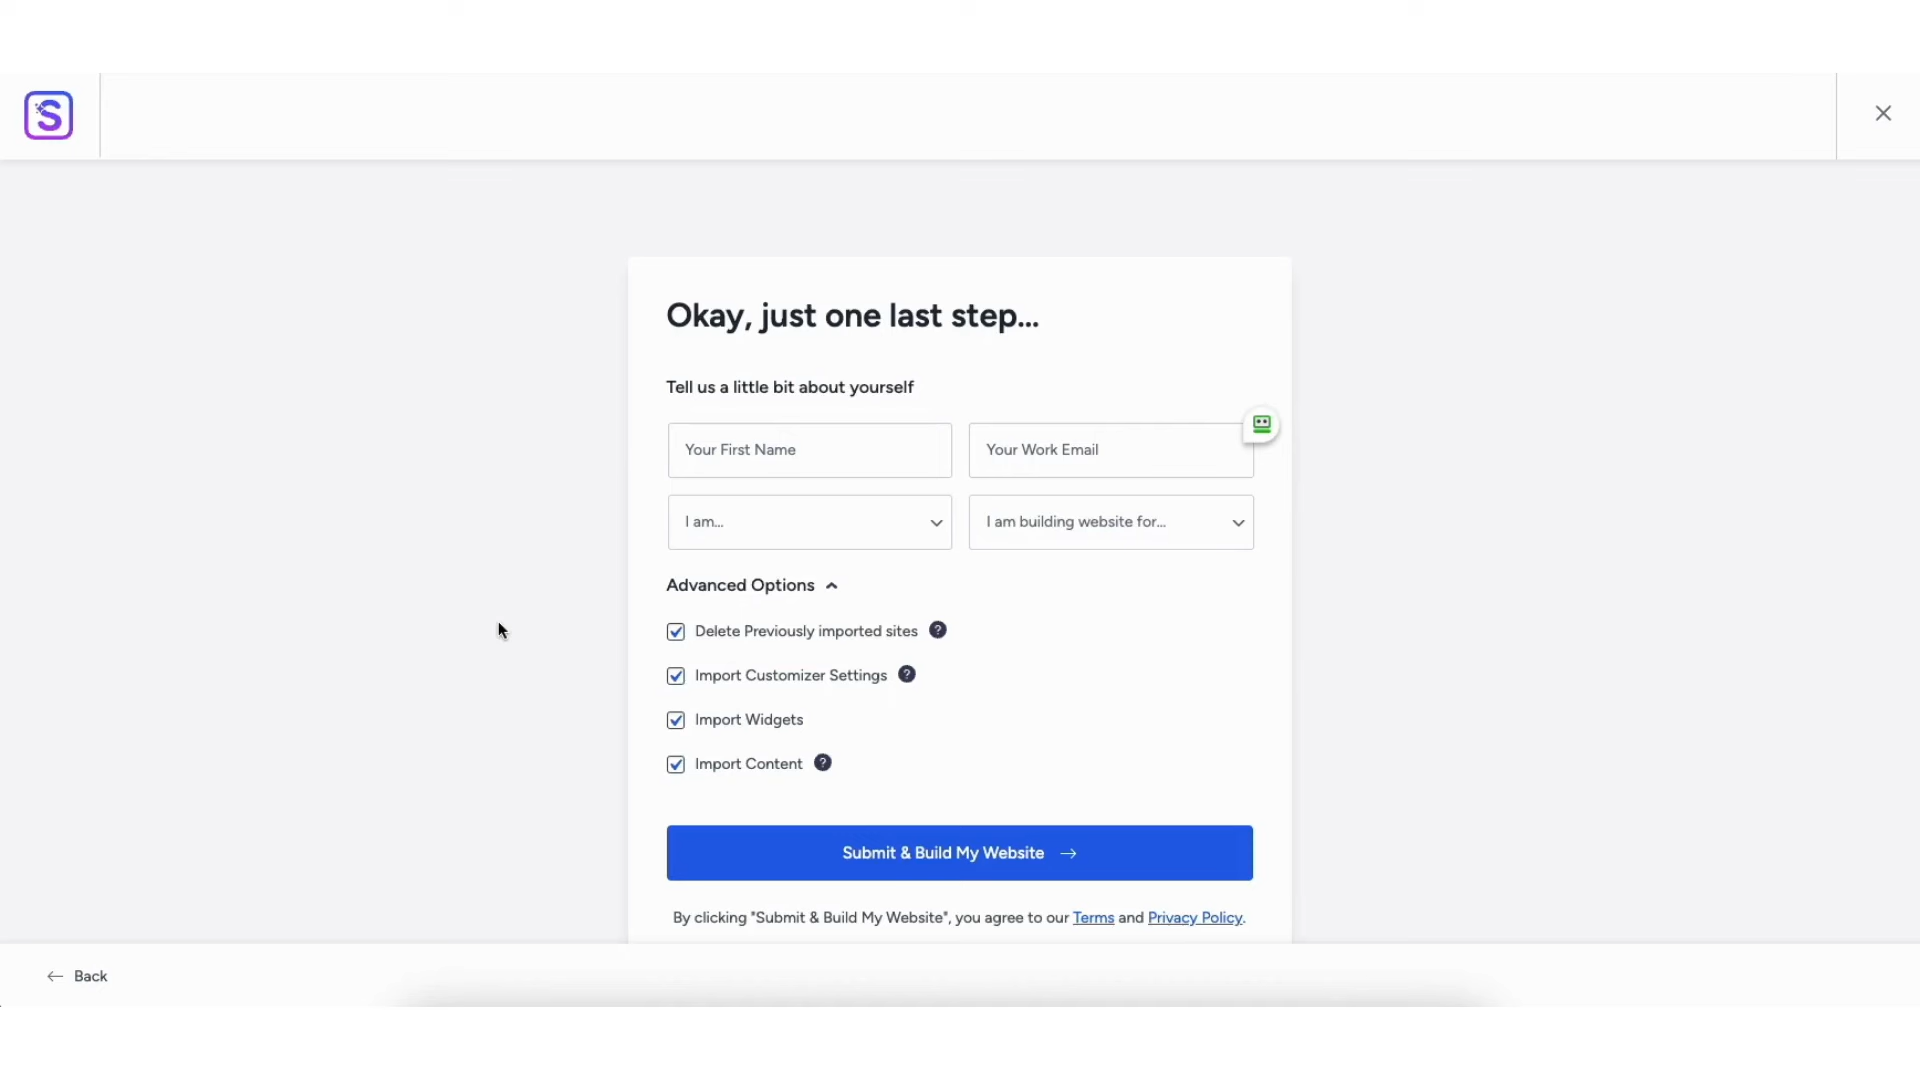 S
Okay, just one last step...
Tell us a little bit about yourself
Your First Name
Your Work Email
I am...
I am building website for...
Advanced Options
Delete Previously imported sites ?
Import Customizer Settings ?
Import Widgets
Import Content ?
Submit & Build My Website →
By clicking "Submit & Build My Website", you agree to our Terms and Privacy Policy.
← Back